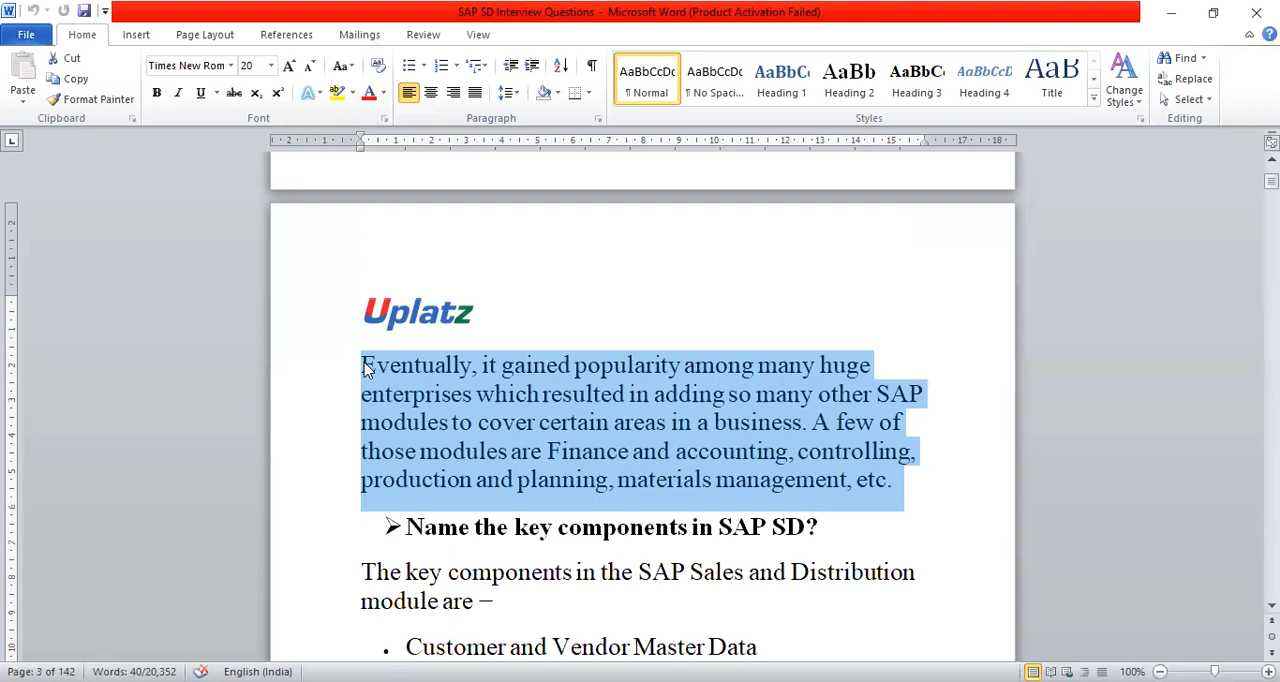 SAP SD Interview Questions - Microsoft Word (Product Activation Failed)
File Home Insert Page Layout References Mailings Review View
Cut
Copy
Format Painter
Paste
Clipboard
Times New Rom 20
Font
Paragraph
AaBbCcDc AaBbCcDc AaBbC AaBb AaBbC AaBbCcD AaB
¶ Normal ¶ No Spaci... Heading 1 Heading 2 Heading 3 Heading 4 Title
Change Styles
Styles
Find
Replace
Select
Editing
Uplatz
Eventually, it gained popularity among many huge
enterprises which resulted in adding so many other SAP
modules to cover certain areas in a business. A few of
those modules are Finance and accounting, controlling,
production and planning, materials management, etc.
➢ Name the key components in SAP SD?
The key components in the SAP Sales and Distribution
module are –
• Customer and Vendor Master Data
Page: 3 of 142 Words: 40/20,352 English (India) 100%